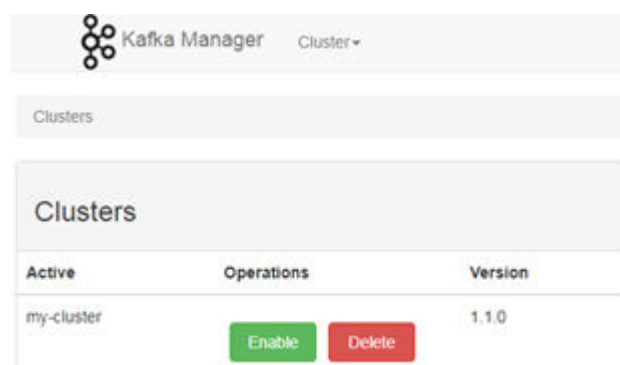 Kafka Manager Cluster
Clusters
Clusters
Active Operations Version
my-cluster 1.1.0
Enable Delete